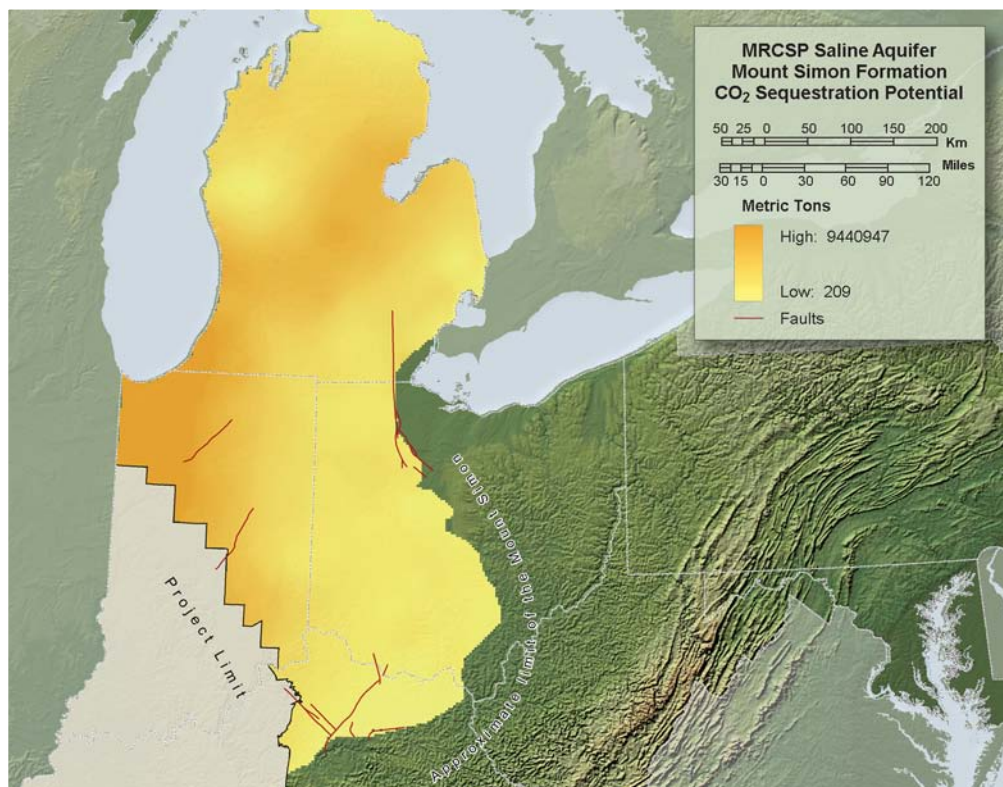 MRCSP Saline Aquifer
Mount Simon Formation
CO₂ Sequestration Potential
50 25 0 50 100 150 200
Km
Miles
30 15 0 30 60 90 120
Metric Tons
High: 9440947
Low: 209
Faults
Project Limit
Approximate limit of the Mount Simon